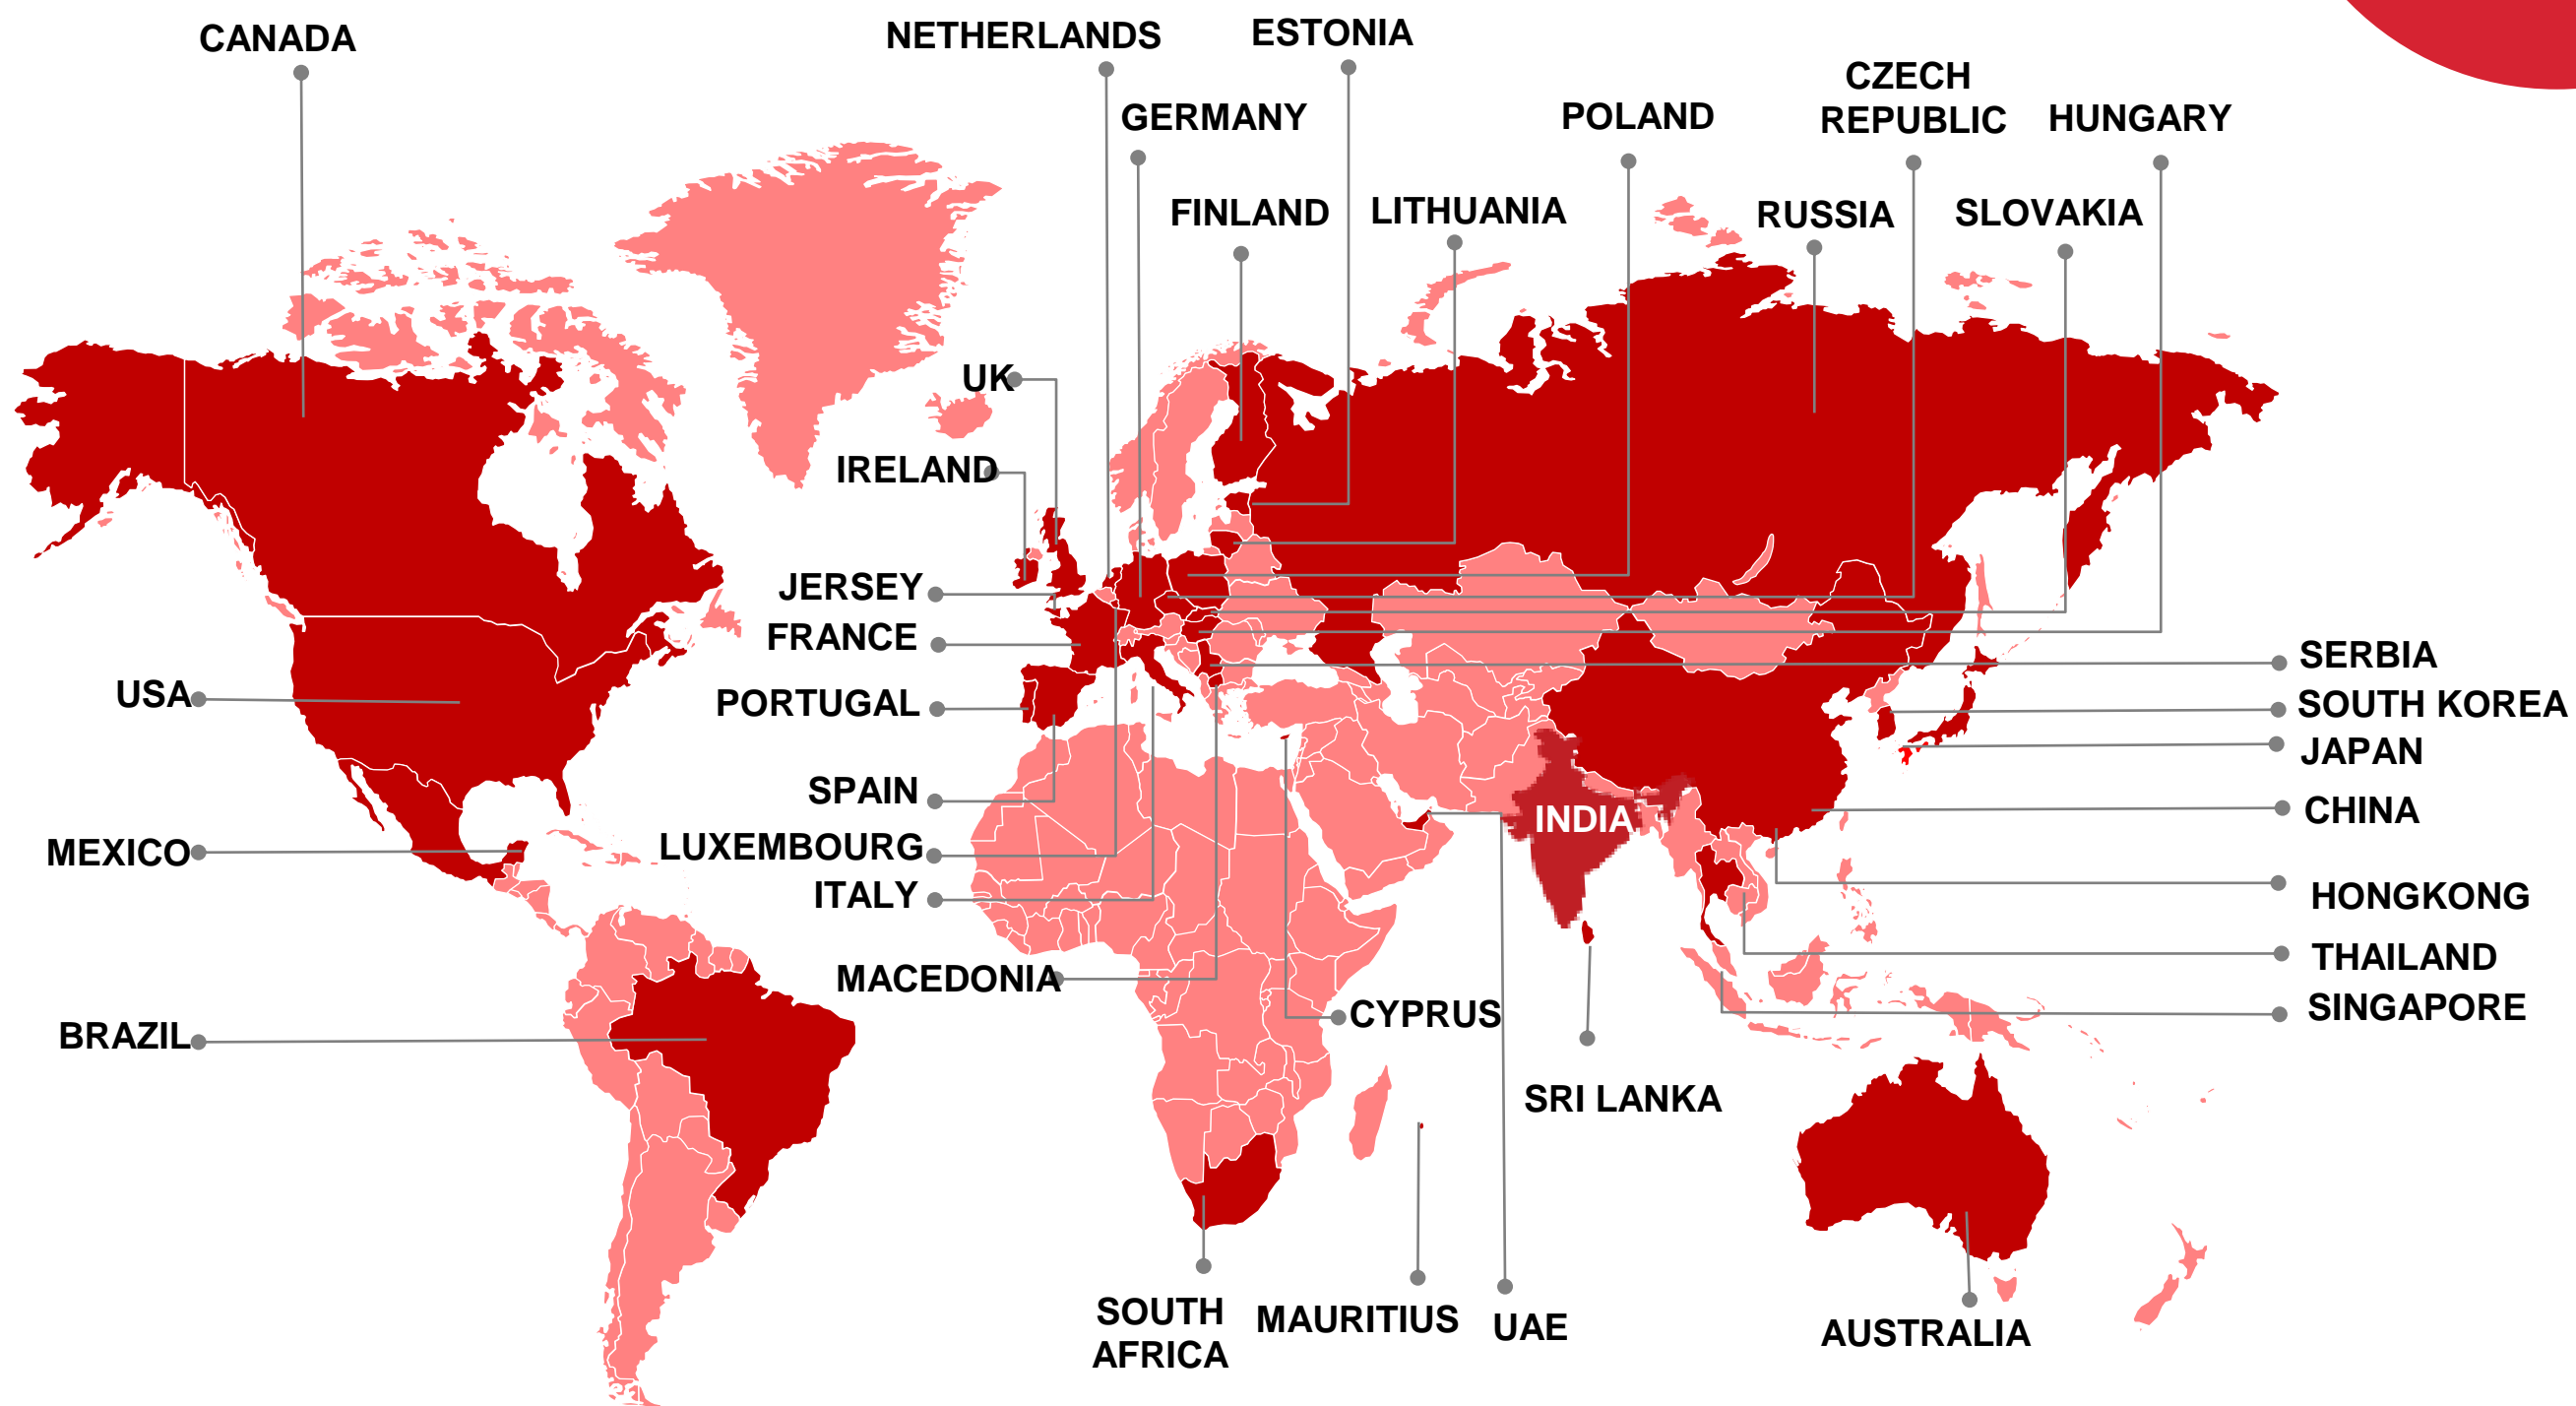 CANADA
NETHERLANDS
ESTONIA
CZECH
REPUBLIC
GERMANY
POLAND
HUNGARY
FINLAND
LITHUANIA
RUSSIA
SLOVAKIA
UK
IRELAND
JERSEY
FRANCE
SERBIA
USA
PORTUGAL
SOUTH KOREA
JAPAN
SPAIN
INDIA
CHINA
MEXICO
LUXEMBOURG
ITALY
HONGKONG
MACEDONIA
THAILAND
CYPRUS
SINGAPORE
BRAZIL
SRI LANKA
SOUTH
AFRICA
MAURITIUS
UAE
AUSTRALIA